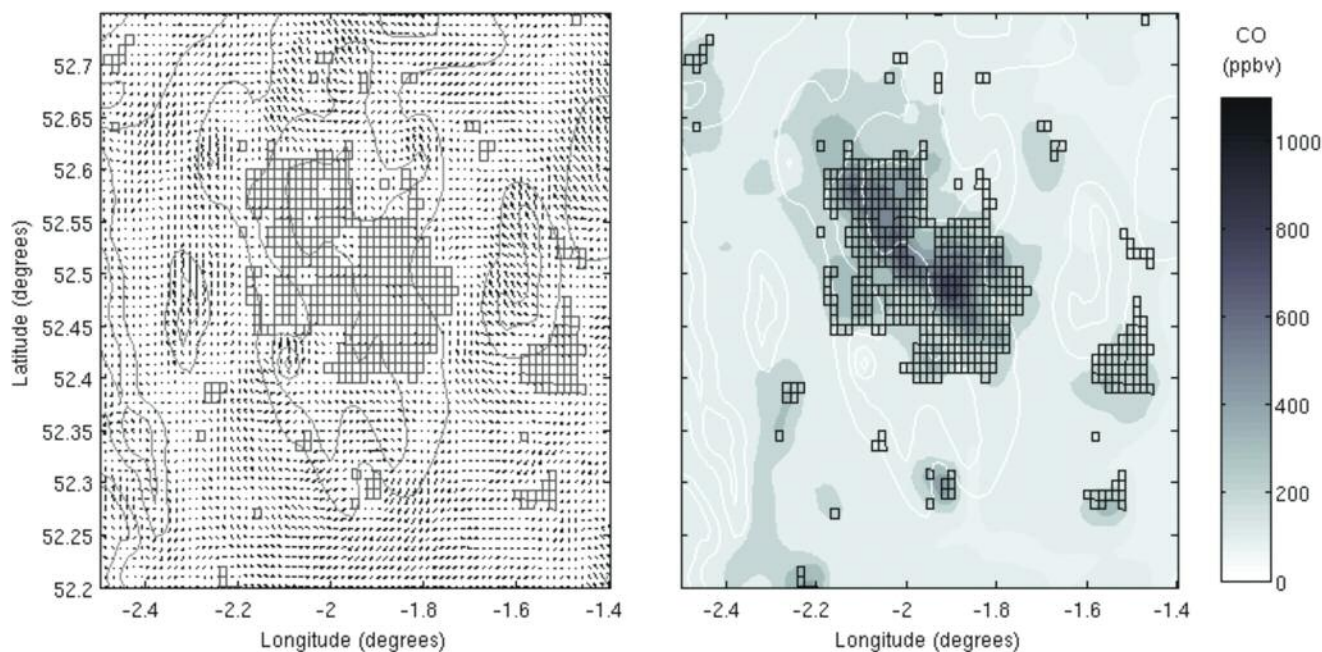 52.7
52.65
52.6
52.55
52.5
52.45
52.4
52.35
52.3
52.25
52.2
Latitude (degrees)
-2.4 -2.2 -2 -1.8 -1.6 -1.4
Longitude (degrees)
-2.4 -2.2 -2 -1.8 -1.6 -1.4
Longitude (degrees)
CO
(ppbv)
1000
800
600
400
200
0